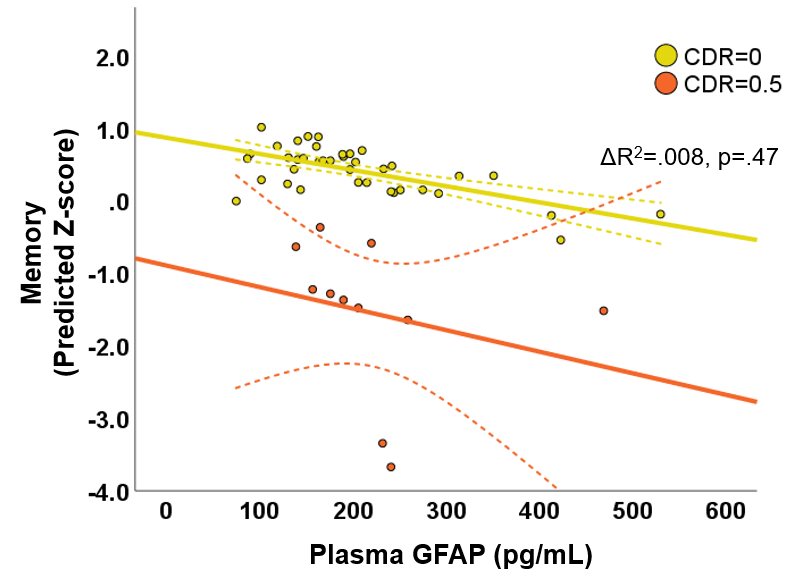 CDR=0
CDR=0.5
ΔR²=.008, p=.47
Memory
(Predicted Z-score)
2.0
1.0
.0
-1.0
-2.0
-3.0
-4.0
0 100 200 300 400 500 600
Plasma GFAP (pg/mL)